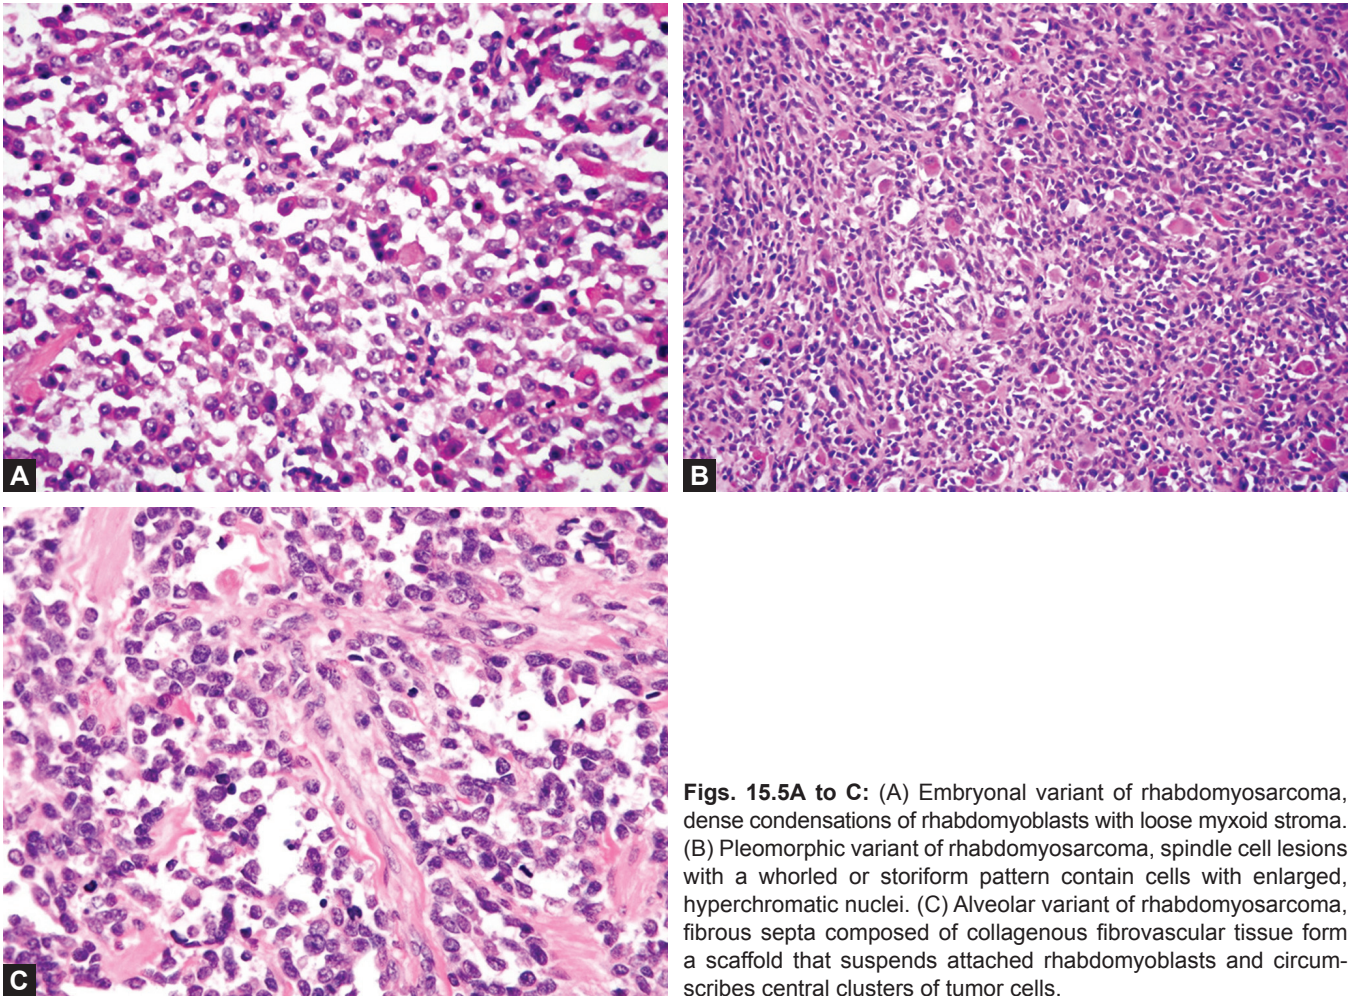 A
B
C
Figs. 15.5A to C: (A) Embryonal variant of rhabdomyosarcoma,
dense condensations of rhabdomyoblasts with loose myxoid stroma.
(B) Pleomorphic variant of rhabdomyosarcoma, spindle cell lesions
with a whorled or storiform pattern contain cells with enlarged,
hyperchromatic nuclei. (C) Alveolar variant of rhabdomyosarcoma,
fibrous septa composed of collagenous fibrovascular tissue form
a scaffold that suspends attached rhabdomyoblasts and circum-
scribes central clusters of tumor cells.